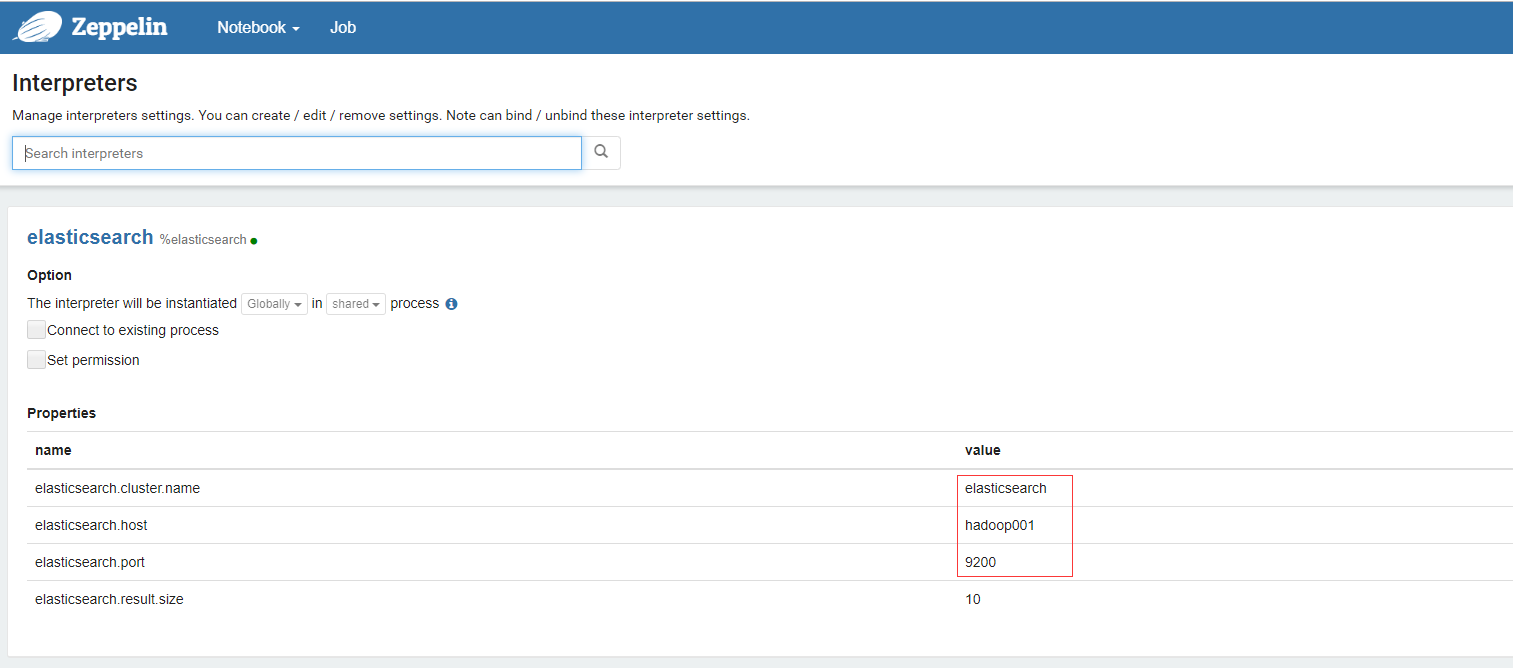 Zeppelin Notebook Job
Interpreters
Manage interpreters settings. You can create / edit / remove settings. Note can bind / unbind these interpreter settings.
Search interpreters
elasticsearch %elasticsearch
Option
The interpreter will be instantiated Globally in shared process
Connect to existing process
Set permission
Properties
name value
elasticsearch.cluster.name elasticsearch
elasticsearch.host hadoop001
elasticsearch.port 9200
elasticsearch.result.size 10